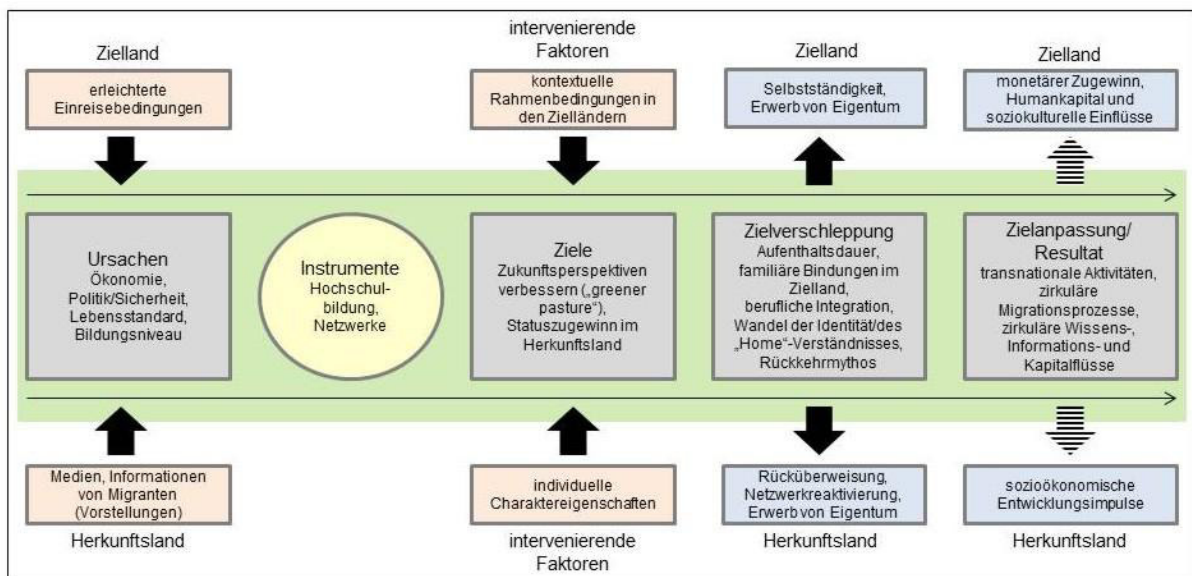 Zielland
erleichterte
Einreisebedingungen
intervenierende
Faktoren
kontextuelle
Rahmenbedingungen in
den Zielländern
Zielland
Selbstständigkeit,
Erwerb von Eigentum
Zielland
monetärer Zugewinn,
Humankapital und
soziokulturelle Einflüsse
Ursachen
Ökonomie,
Politik/Sicherheit,
Lebensstandard,
Bildungsniveau
Instrumente
Hochschul-
bildung,
Netzwerke
Ziele
Zukunftsperspektiven
verbessern („greener
pasture“),
Statuszugewinn im
Herkunftsland
Zielverschleppung
Aufenthaltsdauer,
familiäre Bindungen im
Zielland,
berufliche Integration,
Wandel der Identität/des
„Home“-Verständnisses,
Rückkehrmythos
Zielanpassung/
Resultat
transnationale Aktivitäten,
zirkuläre
Migrationsprozesse,
zirkuläre Wissens-,
Informations- und
Kapitalflüsse
Medien, Informationen
von Migranten
(Vorstellungen)
Herkunftsland
individuelle
Charaktereigenschaften
intervenierende
Faktoren
Rücküberweisung,
Netzwerkreaktivierung,
Erwerb von Eigentum
Herkunftsland
sozioökonomische
Entwicklungsimpulse
Herkunftsland